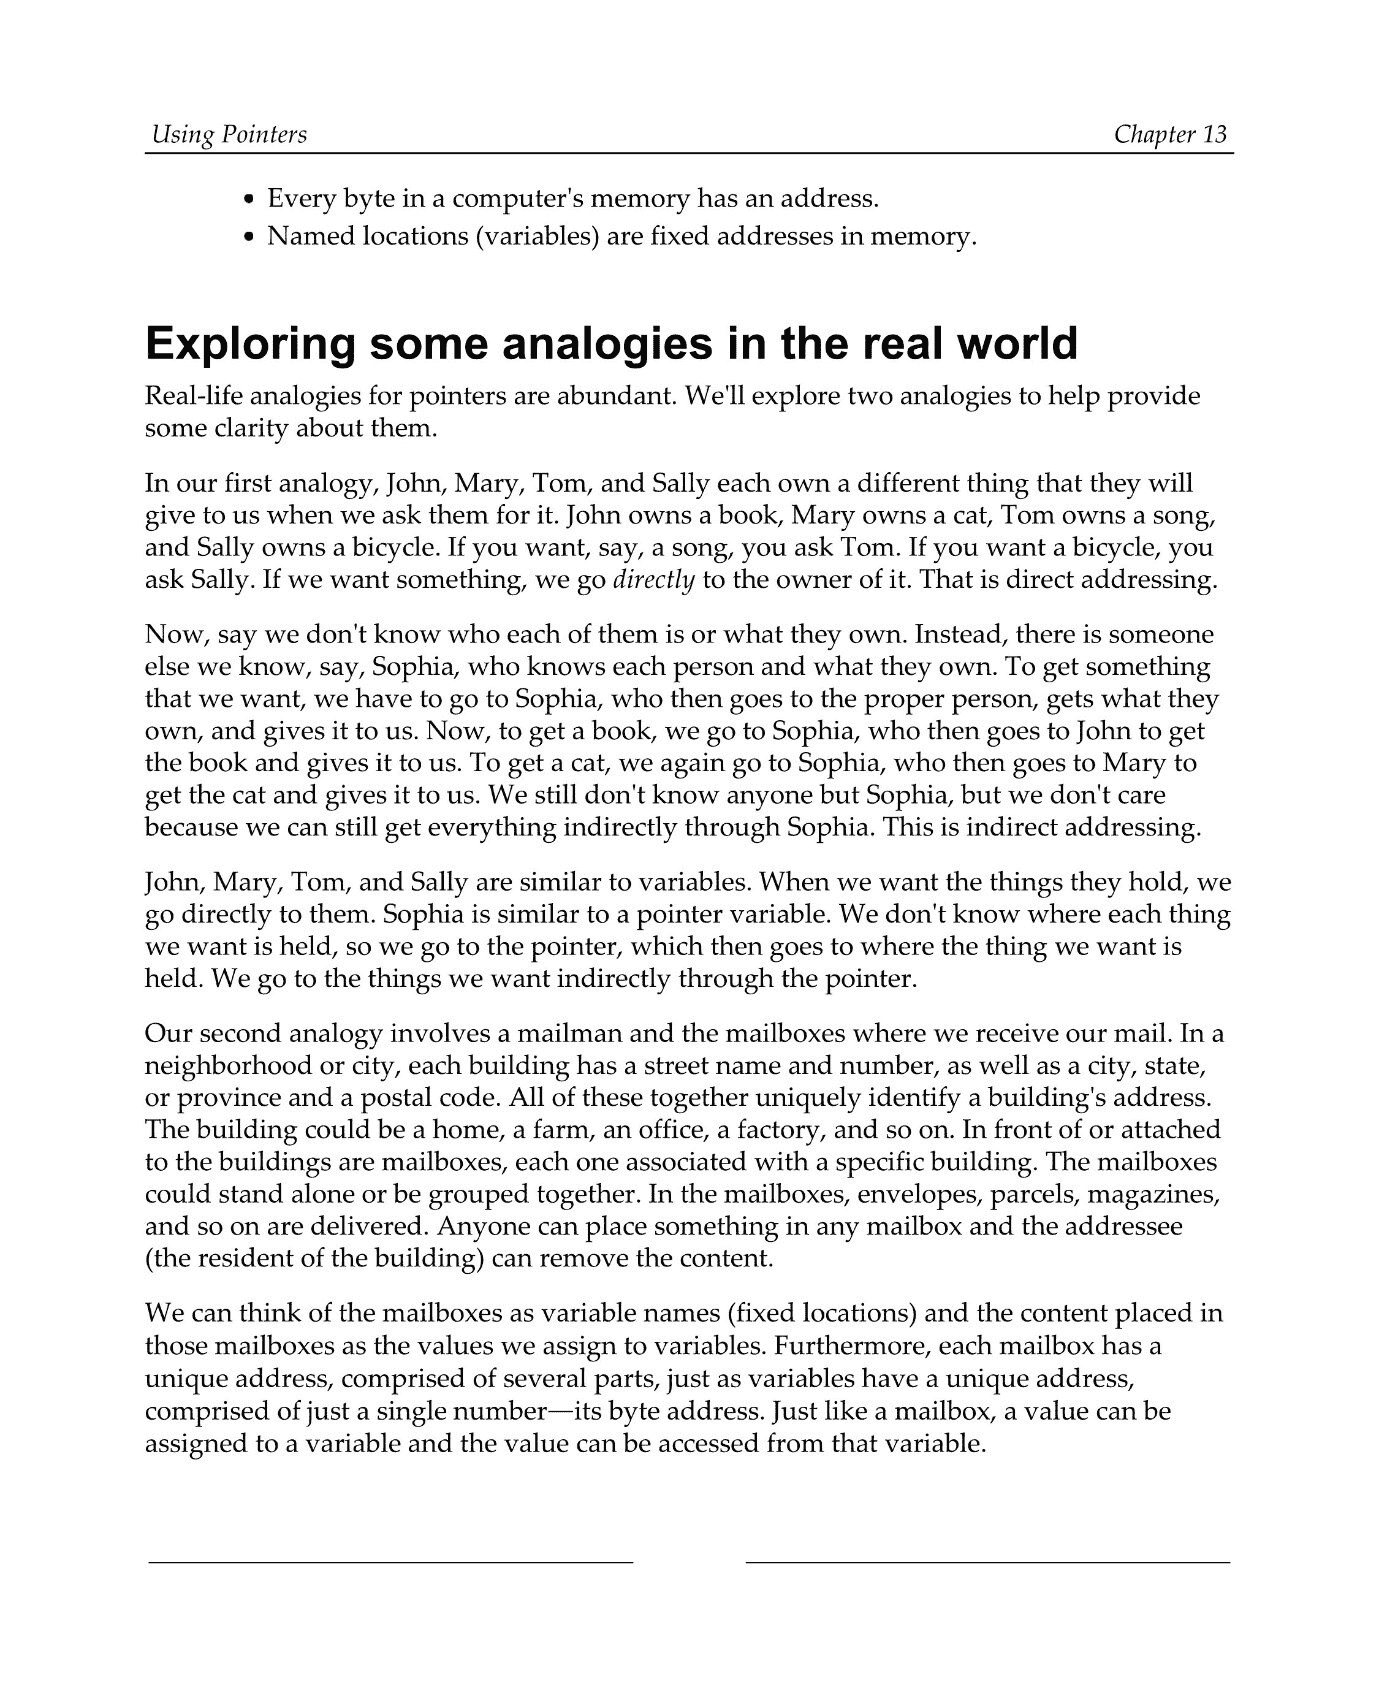 Using Pointers Chapter 13
• Every byte in a computer's memory has an address.
• Named locations (variables) are fixed addresses in memory.
Exploring some analogies in the real world
Real-life analogies for pointers are abundant. We'll explore two analogies to help provide
some clarity about them.
In our first analogy, John, Mary, Tom, and Sally each own a different thing that they will
give to us when we ask them for it. John owns a book, Mary owns a cat, Tom owns a song,
and Sally owns a bicycle. If you want, say, a song, you ask Tom. If you want a bicycle, you
ask Sally. If we want something, we go directly to the owner of it. That is direct addressing.
Now, say we don't know who each of them is or what they own. Instead, there is someone
else we know, say, Sophia, who knows each person and what they own. To get something
that we want, we have to go to Sophia, who then goes to the proper person, gets what they
own, and gives it to us. Now, to get a book, we go to Sophia, who then goes to John to get
the book and gives it to us. To get a cat, we again go to Sophia, who then goes to Mary to
get the cat and gives it to us. We still don't know anyone but Sophia, but we don't care
because we can still get everything indirectly through Sophia. This is indirect addressing.
John, Mary, Tom, and Sally are similar to variables. When we want the things they hold, we
go directly to them. Sophia is similar to a pointer variable. We don't know where each thing
we want is held, so we go to the pointer, which then goes to where the thing we want is
held. We go to the things we want indirectly through the pointer.
Our second analogy involves a mailman and the mailboxes where we receive our mail. In a
neighborhood or city, each building has a street name and number, as well as a city, state,
or province and a postal code. All of these together uniquely identify a building's address.
The building could be a home, a farm, an office, a factory, and so on. In front of or attached
to the buildings are mailboxes, each one associated with a specific building. The mailboxes
could stand alone or be grouped together. In the mailboxes, envelopes, parcels, magazines,
and so on are delivered. Anyone can place something in any mailbox and the addressee
(the resident of the building) can remove the content.
We can think of the mailboxes as variable names (fixed locations) and the content placed in
those mailboxes as the values we assign to variables. Furthermore, each mailbox has a
unique address, comprised of several parts, just as variables have a unique address,
comprised of just a single number—its byte address. Just like a mailbox, a value can be
assigned to a variable and the value can be accessed from that variable.